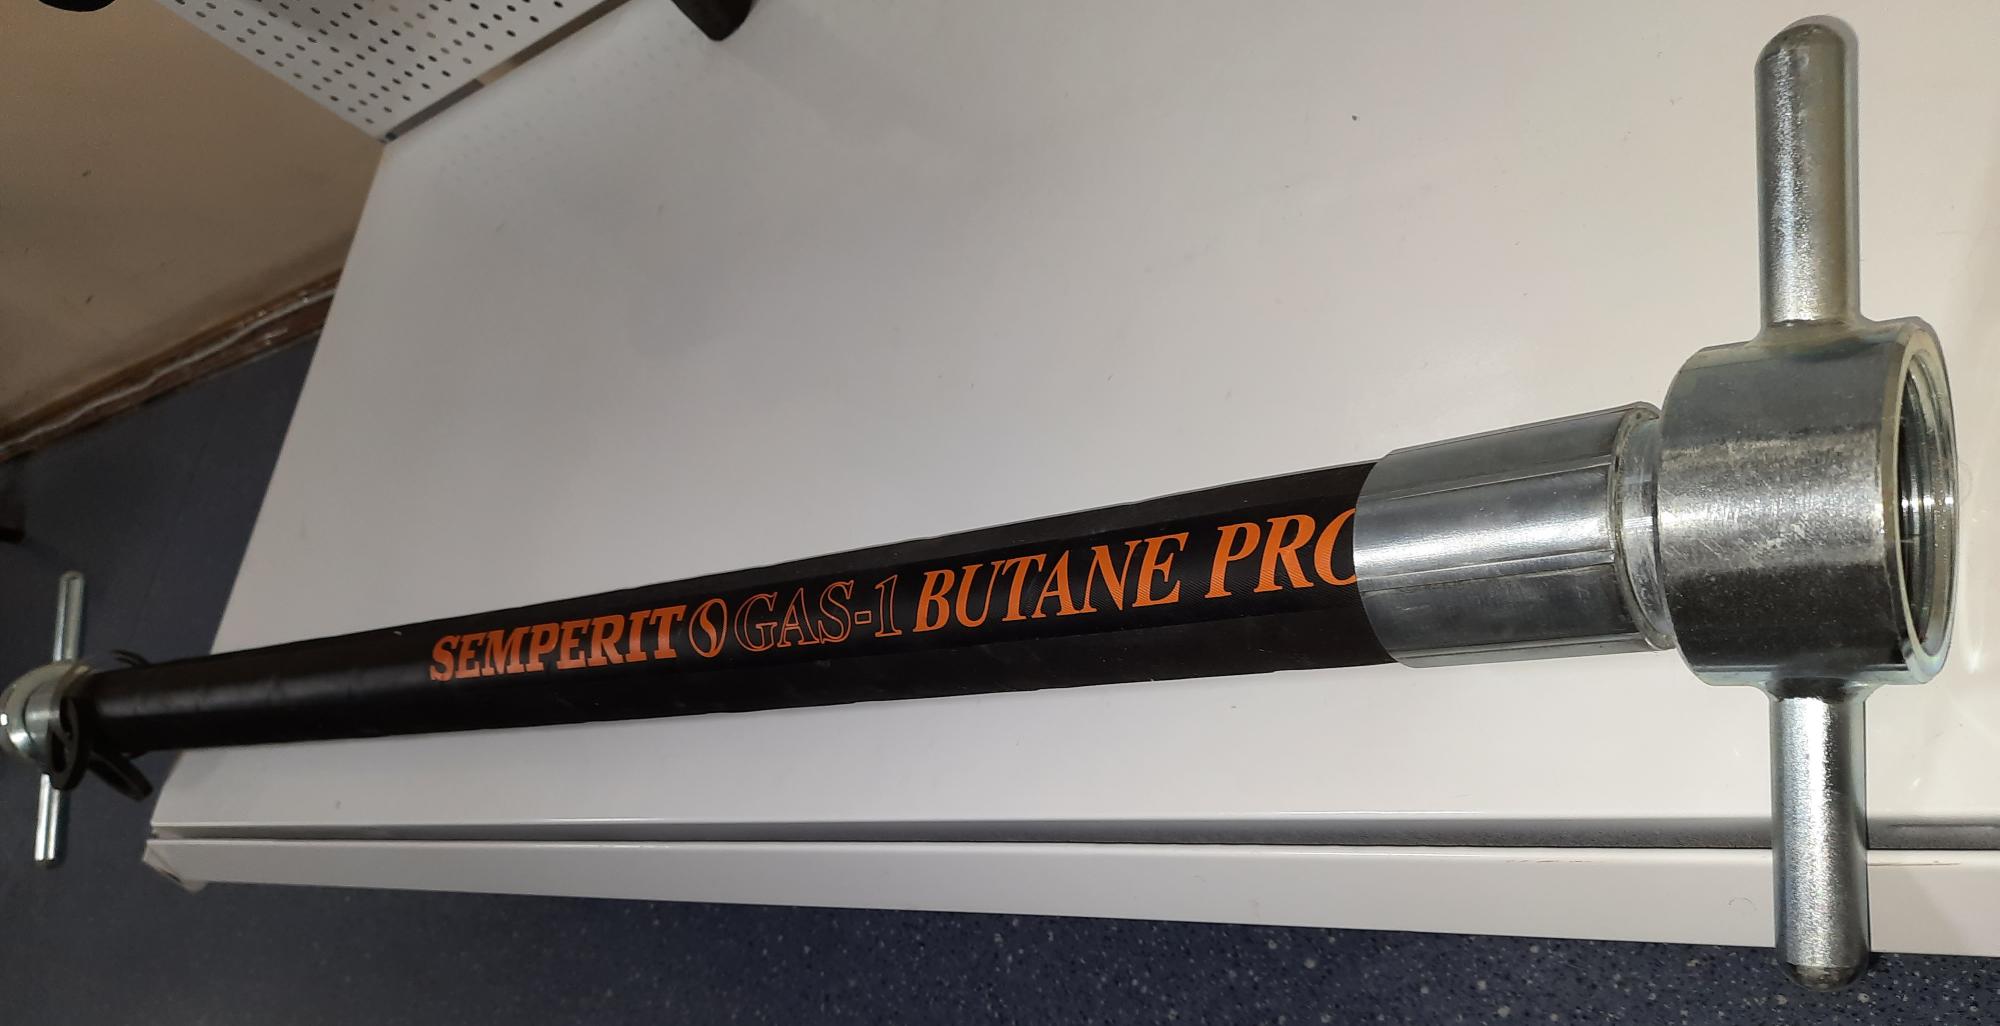 SEMPERIT GAS-1 BUTANE PRO